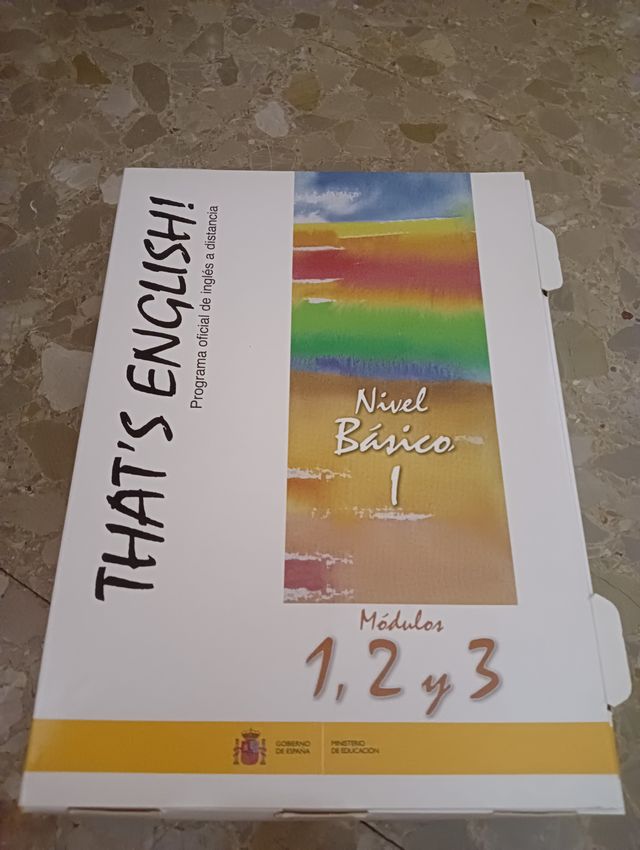 THAT'S ENGLISH!
Programa oficial de inglés a distancia
Nivel
Básico
1
Módulos
1, 2 y 3
GOBIERNO
DE ESPAÑA
MINISTERIO
DE EDUCACIÓN